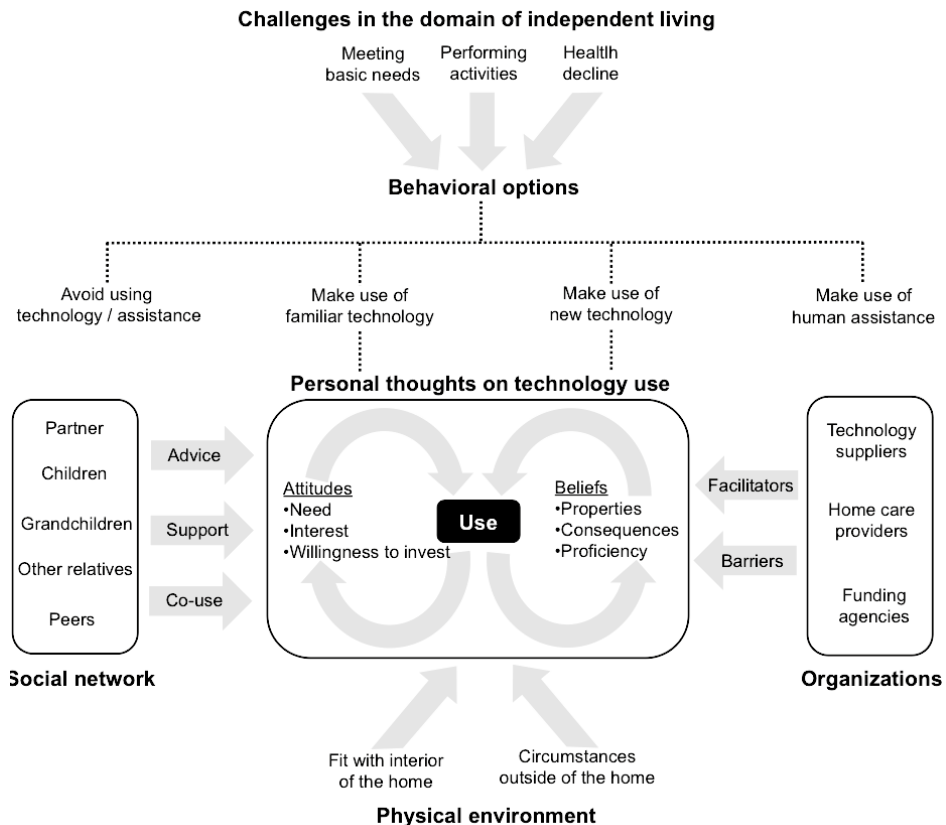 Challenges in the domain of independent living
Meeting
basic needs
Performing
activities
Health
decline
Behavioral options
Avoid using
technology / assistance
Make use of
familiar technology
Make use of
new technology
Make use of
human assistance
Personal thoughts on technology use
Partner
Children
Grandchildren
Other relatives
Peers
Social network
Advice
Support
Co-use
Attitudes
•Need
•Interest
•Willingness to invest
Use
Beliefs
•Properties
•Consequences
•Proficiency
Facilitators
Barriers
Technology
suppliers
Home care
providers
Funding
agencies
Organizations
Fit with interior
of the home
Circumstances
outside of the home
Physical environment